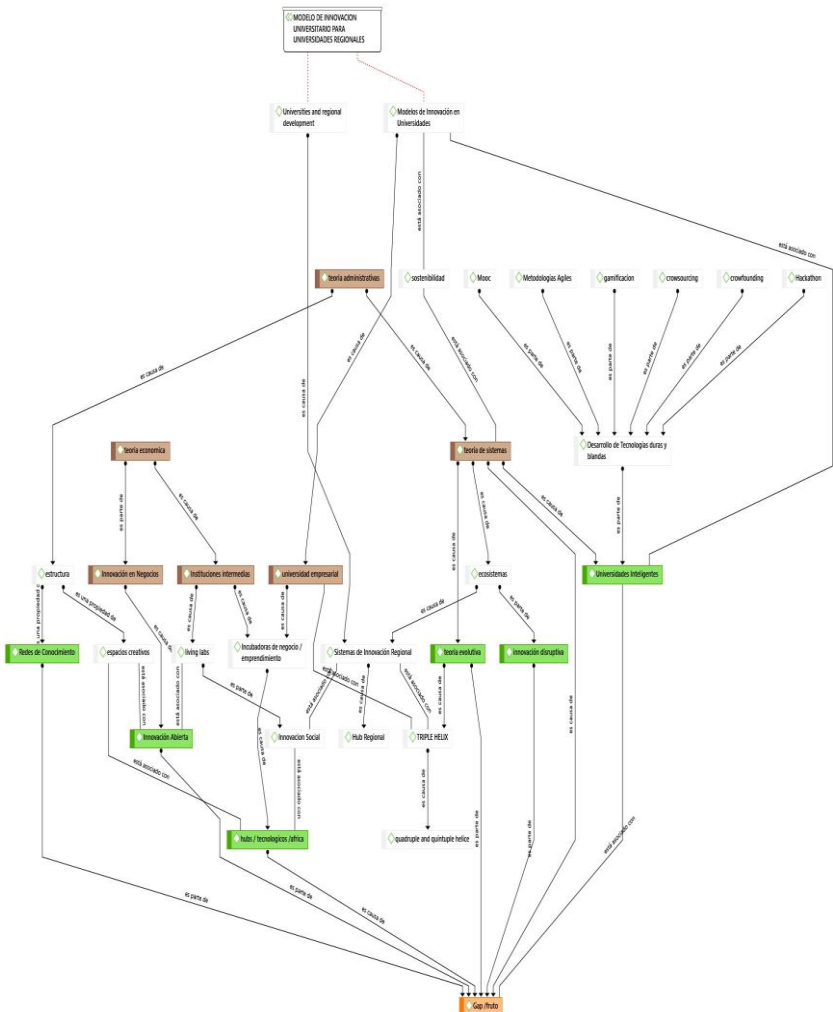 MODELO DE INNOVACION
UNIVERSITARIO PARA
UNIVERSIDADES REGIONALES
Universities and regional
development
Modelos de Innovación en
Universidades
está asociado con
está asociado con
teoria administrativas
sostenibilidad
Mooc
Metodologías Agiles
gamificacion
crowsourcing
crowfounding
Hackathon
es causa de
es causa de
está asociado con
es causa de
es causa de
es parte de
es parte de
es parte de
es parte de
es parte de
es parte de
teoria economica
teoria de sistemas
Desarrollo de Tecnologias duras y
blandas
es parte de
es causa de
es causa de
es causa de
es causa de
es parte de
estructura
Innovación en Negocios
Instituciones intermedias
universidad empresarial
ecosistemas
Universidades Inteligentes
es una propiedad de
es causa de
es causa de
es causa de
es causa de
es causa de
es parte de
Redes de Conocimiento
espacios creativos
living labs
Incubadoras de negocio /
emprendimiento
Sistemas de Innovación Regional
teoria evolutiva
innovación disruptiva
está asociado con
está asociado con
es parte de
está asociado con
está asociado con
es causa de
está asociado con
es causa de
es causa de
Innovación Abierta
Innovacion Social
Hub Regional
TRIPLE HELIX
está asociado con
es causa de
está asociado con
es causa de
hubs / tecnologicos /africa
quadruple and quintuple helice
es parte de
es parte de
es causa de
es parte de
es parte de
está asociado con
Gap /fruto